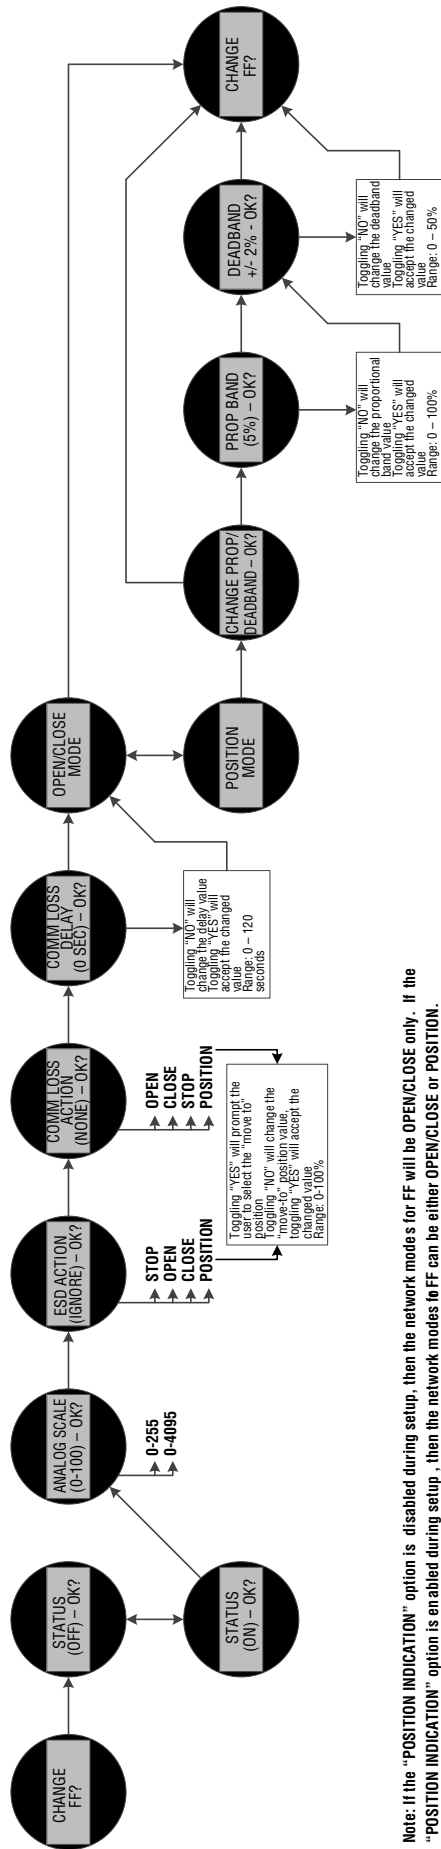 CHANGE
FF?
STATUS
(OFF) – OK?
STATUS
(ON) – OK?
ANALOG SCALE
(0-100) – OK?
0-255
0-4095
ESD ACTION
(IGNORE) – OK?
STOP
OPEN
CLOSE
POSITION
COMM LOSS
ACTION
(NONE) – OK?
OPEN
CLOSE
STOP
POSITION
Toggling “YES” will prompt the
user to select the “move to”
position
Toggling “NO” will change the
“move-to” position value,
toggling “YES” will accept the
changed value
Range: 0-100%
COMM LOSS
DELAY
(0 SEC) – OK?
Toggling “NO” will
change the delay value
Toggling “YES” will
accept the changed
value
Range: 0 – 120
seconds
OPEN/CLOSE
MODE
POSITION
MODE
CHANGE PROP/
DEADBAND – OK?
PROP BAND
(5%) – OK?
Toggling “NO” will
change the proportional
band value
Toggling “YES” will
accept the changed
value
Range: 0 – 100%
DEADBAND
+/- 2% - OK?
Toggling “NO” will
change the deadband
value
Toggling “YES” will
accept the changed
value
Range: 0 – 50%
CHANGE
FF?
Note: If the “POSITION INDICATION” option is disabled during setup, then the network modes for FF will be OPEN/CLOSE only. If the
“POSITION INDICATION” option is enabled during setup , then the network modes fo FF can be either OPEN/CLOSE or POSITION.